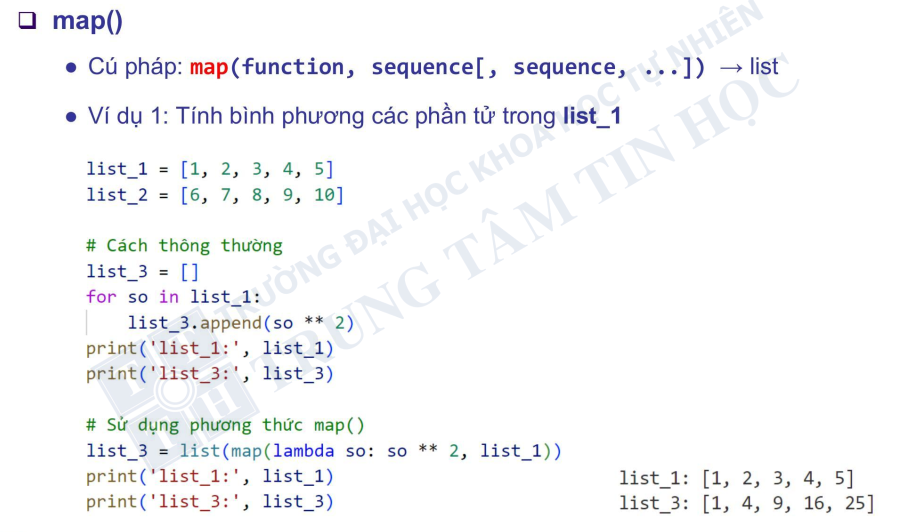 ❑ map()
● Cú pháp: map(function, sequence[, sequence, ...]) → list
● Ví dụ 1: Tính bình phương các phần tử trong list_1
list_1 = [1, 2, 3, 4, 5]
list_2 = [6, 7, 8, 9, 10]
# Cách thông thường
list_3 = []
for so in list_1:
    list_3.append(so ** 2)
print('list_1:', list_1)
print('list_3:', list_3)
# Sử dụng phương thức map()
list_3 = list(map(lambda so: so ** 2, list_1))
print('list_1:', list_1)
print('list_3:', list_3)
list_1: [1, 2, 3, 4, 5]
list_3: [1, 4, 9, 16, 25]
TRƯỜNG ĐẠI HỌC KHOA HỌC TỰ NHIÊN
TRUNG TÂM TIN HỌC